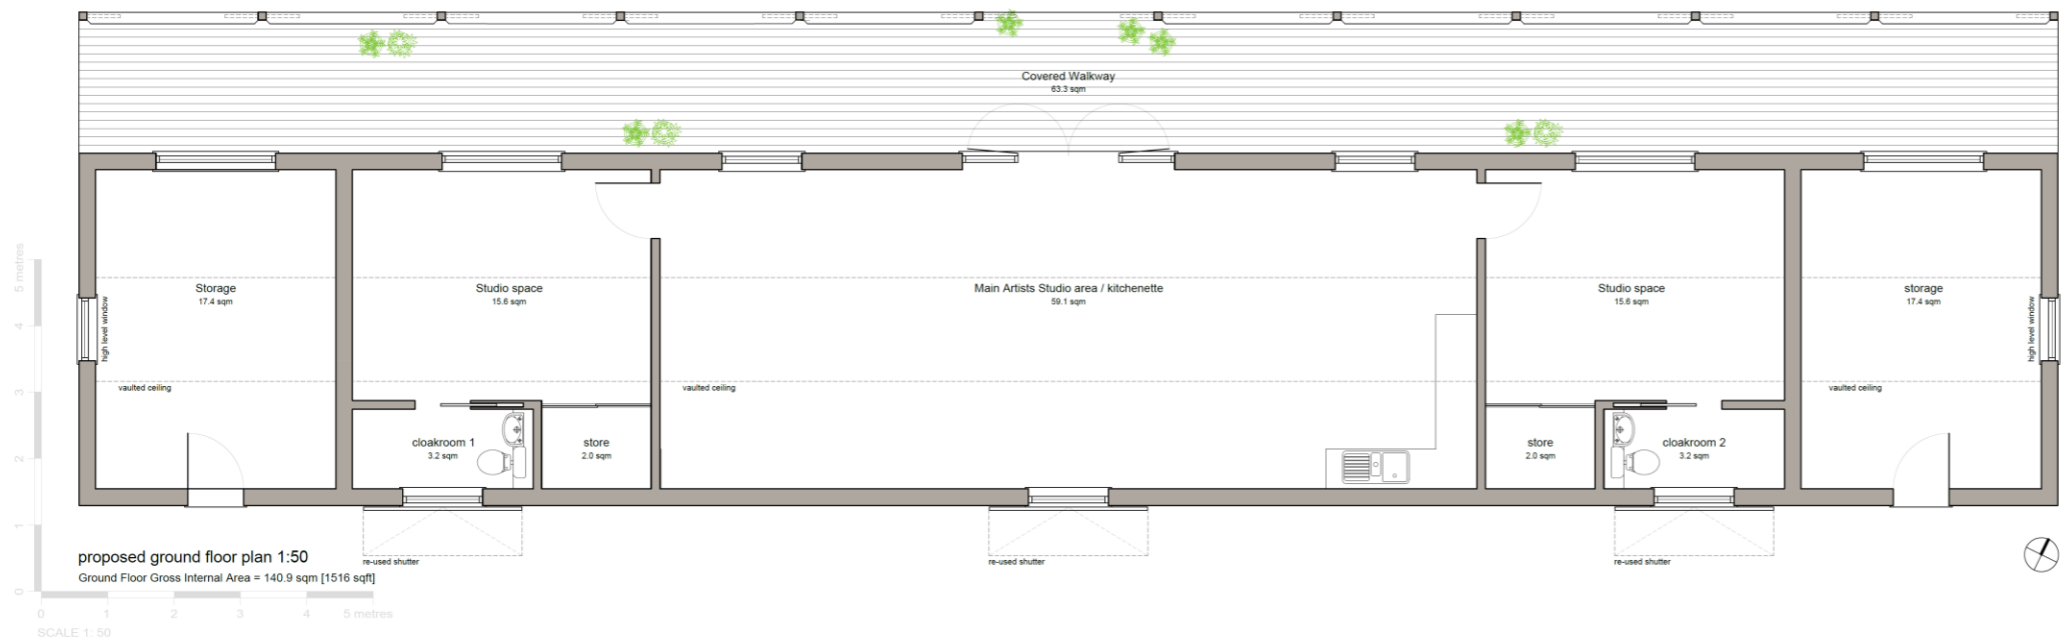 Covered Walkway
63.3 sqm
Storage
17.4 sqm
Studio space
15.6 sqm
Main Artists Studio area / kitchenette
59.1 sqm
Studio space
15.6 sqm
storage
17.4 sqm
high level window
high level window
vaulted ceiling
vaulted ceiling
vaulted ceiling
cloakroom 1
3.2 sqm
store
2.0 sqm
store
2.0 sqm
cloakroom 2
3.2 sqm
re-used shutter
re-used shutter
re-used shutter
proposed ground floor plan 1:50
Ground Floor Gross Internal Area = 140.9 sqm [1516 sqft]
5 metres
4
3
2
1
0
0 1 2 3 4 5 metres
SCALE 1: 50